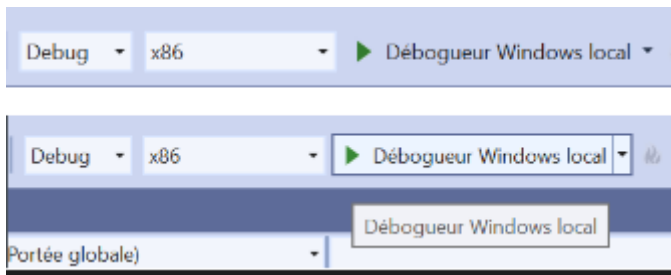 Debug x86 Débogueur Windows local
Debug x86 Débogueur Windows local
Débogueur Windows local
Portée globale)